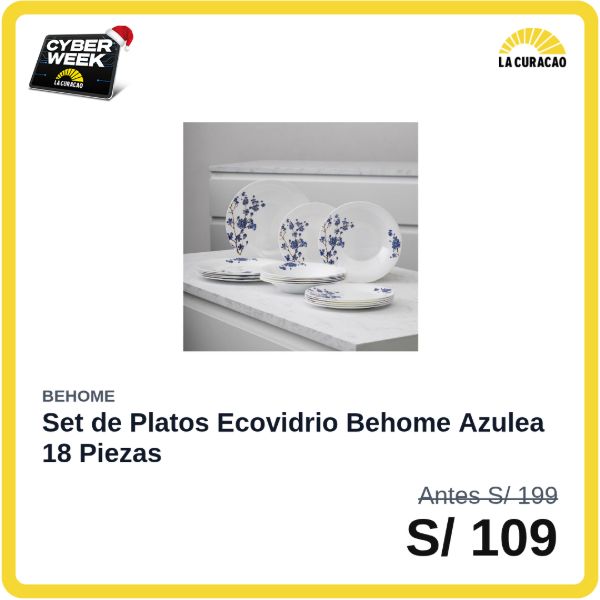 CYBER
WEEK
LA CURACAO
LA CURACAO
BEHOME
Set de Platos Ecovidrio Behome Azulea
18 Piezas
Antes S/ 199
S/ 109